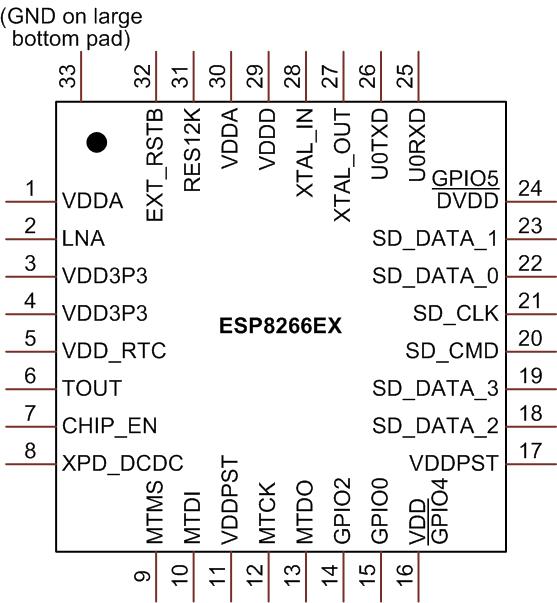 (GND on large
bottom pad)
33
32
31
30
29
28
27
26
25
EXT_RSTB
RES12K
VDDA
VDDD
XTAL_IN
XTAL_OUT
U0TXD
U0RXD
1 VDDA
2 LNA
3 VDD3P3
4 VDD3P3
5 VDD_RTC
6 TOUT
7 CHIP_EN
8 XPD_DCDC
ESP8266EX
GPIO5
DVDD 24
SD_DATA_1 23
SD_DATA_0 22
SD_CLK 21
SD_CMD 20
SD_DATA_3 19
SD_DATA_2 18
VDDPST 17
MTMS
MTDI
VDDPST
MTCK
MTDO
GPIO2
GPIO0
VDD
GPIO4
9
10
11
12
13
14
15
16